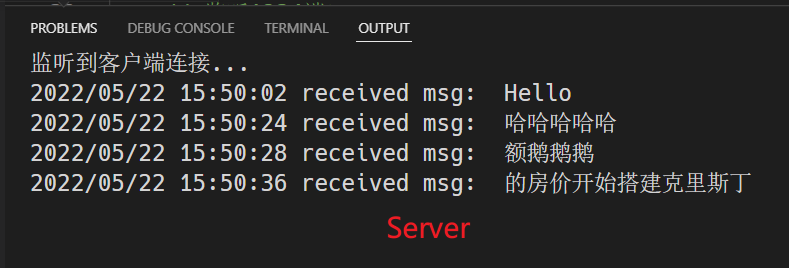 PROBLEMS DEBUG CONSOLE TERMINAL OUTPUT
监听到客户端连接...
2022/05/22 15:50:02 received msg: Hello
2022/05/22 15:50:24 received msg: 哈哈哈哈哈
2022/05/22 15:50:28 received msg: 额鹅鹅鹅
2022/05/22 15:50:36 received msg: 的房价开始搭建克里斯丁
Server